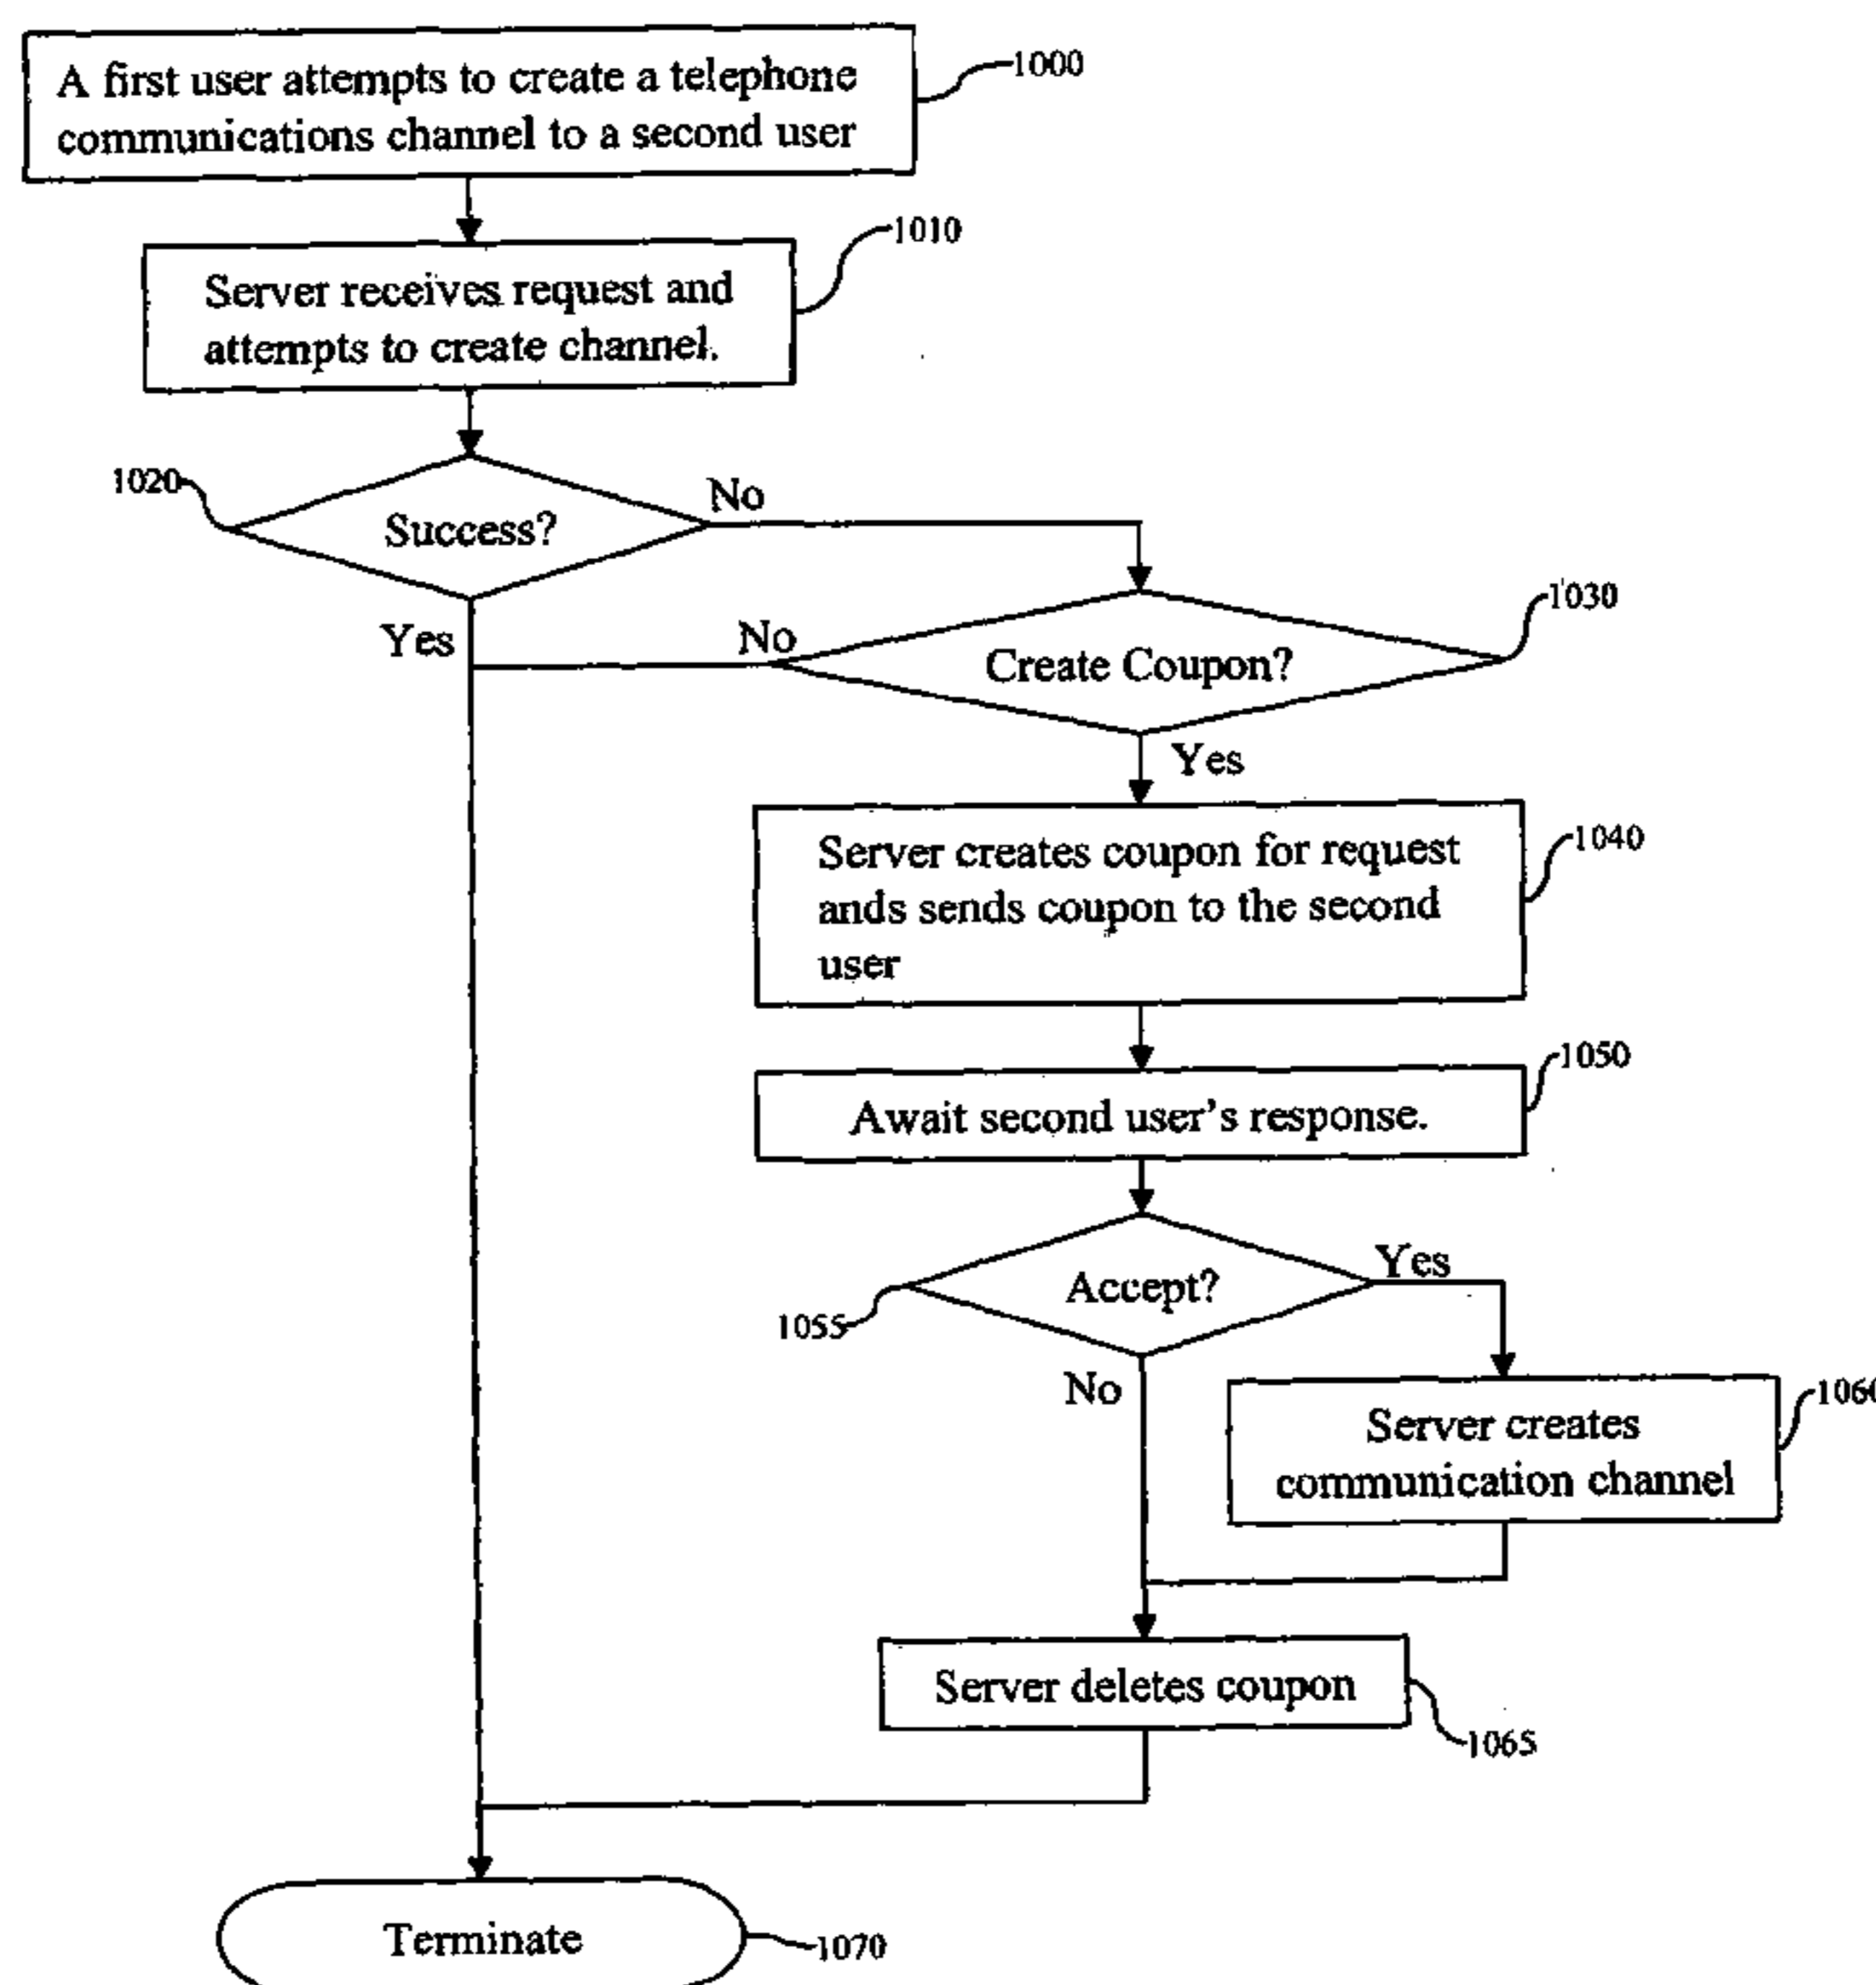 A first user attempts to create a telephone
communications channel to a second user
1000
1010
Server receives request and
attempts to create channel.
1020
Success?
No
Yes
No
Create Coupon?
1030
Yes
Server creates coupon for request
ands sends coupon to the second
user
1040
1050
Await second user's response.
Accept?
Yes
1055
No
1060
Server creates
communication channel
Server deletes coupon
1065
Terminate
1070